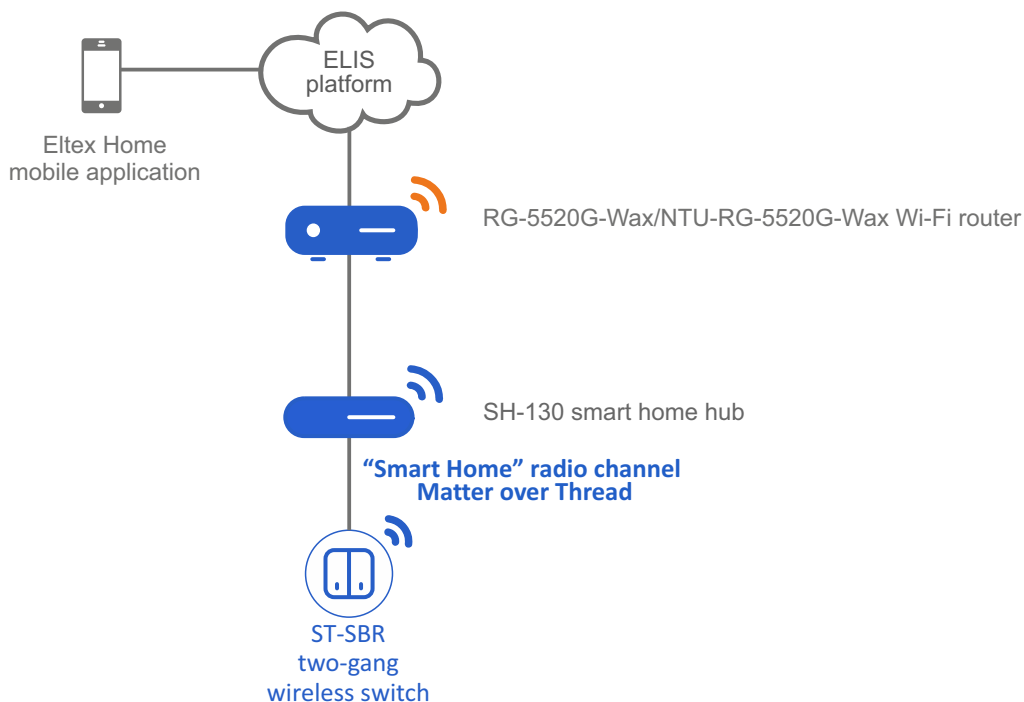 ELIS
platform
Eltex Home
mobile application
RG-5520G-Wax/NTU-RG-5520G-Wax Wi-Fi router
SH-130 smart home hub
“Smart Home” radio channel
Matter over Thread
ST-SBR
two-gang
wireless switch